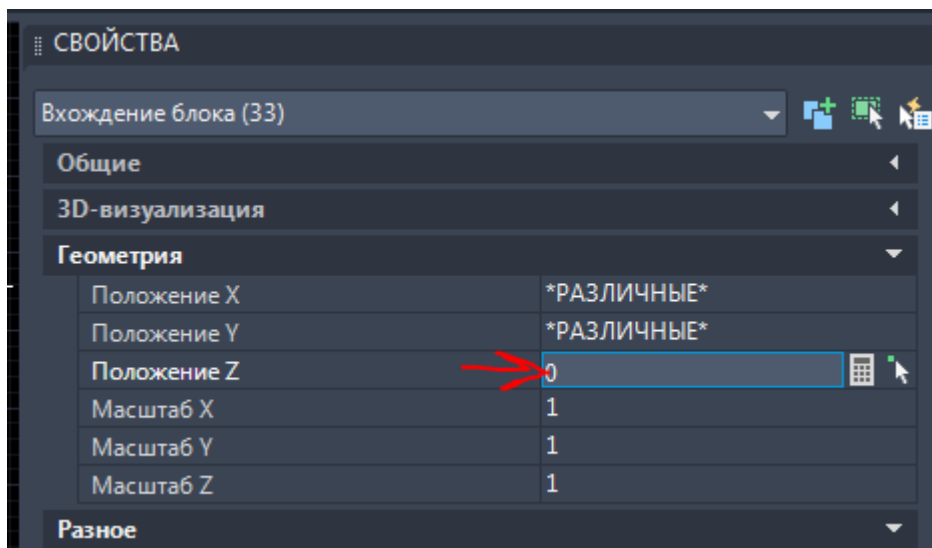 СВОЙСТВА
Вхождение блока (33)
Общие
3D-визуализация
Геометрия
Положение X *РАЗЛИЧНЫЕ*
Положение Y *РАЗЛИЧНЫЕ*
Положение Z 0
Масштаб X 1
Масштаб Y 1
Масштаб Z 1
Разное